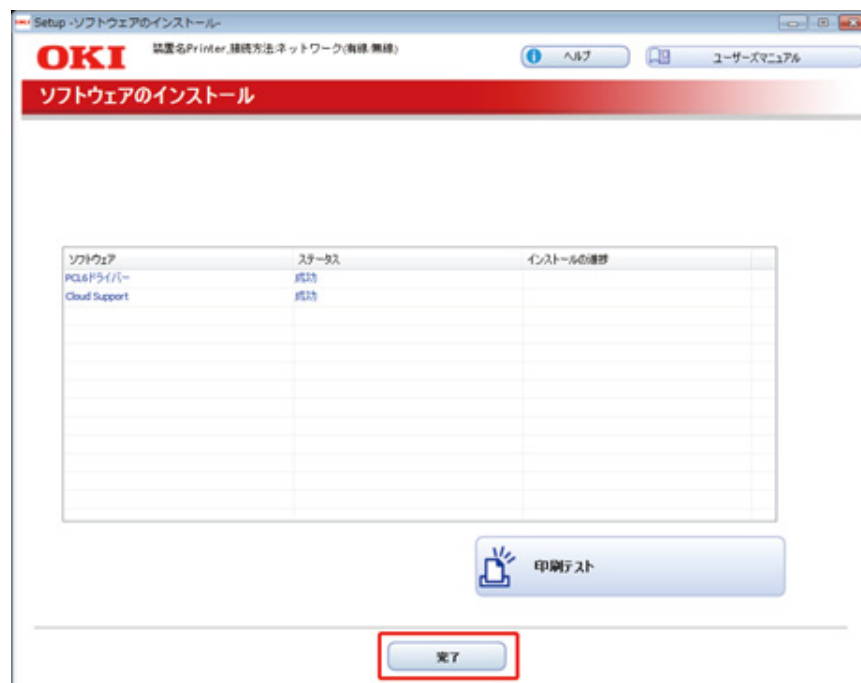 Setup -ソフトウェアのインストール-
OKI
装置名Printer,接続方法:ネットワーク(有線 無線)
ヘルプ
ユーザーズマニュアル
ソフトウェアのインストール
ソフトウェア ステータス インストールの進捗
PCL6ドライバー 成功
Cloud Support 成功
印刷テスト
完了